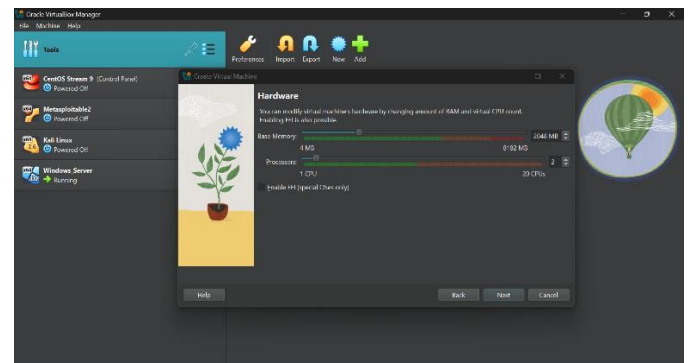 Oracle VirtualBox Manager
File Machine Help
Tools
Preferences Import Export New Add
CentOS Stream 9 (Control Panel)
Powered Off
Metasploitable2
Powered Off
Kali Linux
Powered Off
Windows_Server
Running
Create Virtual Machine
Hardware
You can modify virtual machine's hardware by changing amount of RAM and virtual CPU count.
Enabling EFI is also possible.
Base Memory: 2048 MB
4 MB 8192 MB
Processors: 2
1 CPU 20 CPUs
Enable EFI (special OSes only)
Help Back Next Cancel